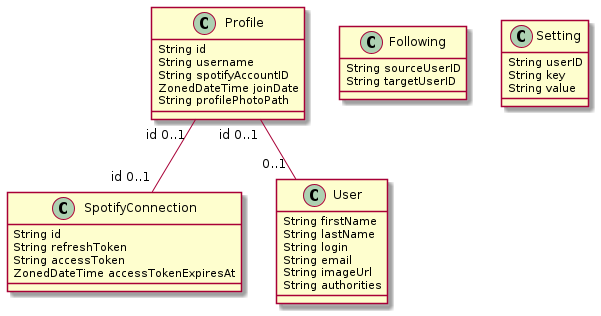 C Profile
String id
String username
String spotifyAccountID
ZonedDateTime joinDate
String profilePhotoPath
C Following
String sourceUserID
String targetUserID
C Setting
String userID
String key
String value
id 0..1
id 0..1
id 0..1
0..1
C SpotifyConnection
String id
String refreshToken
String accessToken
ZonedDateTime accessTokenExpiresAt
C User
String firstName
String lastName
String login
String email
String imageUrl
String authorities